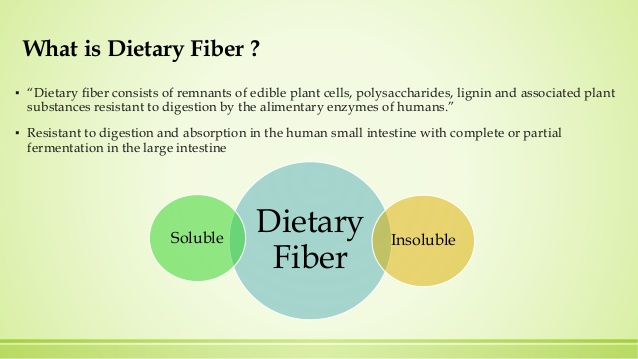 What is Dietary Fiber ?
▪ “Dietary fiber consists of remnants of edible plant cells, polysaccharides, lignin and associated plant
substances resistant to digestion by the alimentary enzymes of humans.”
▪ Resistant to digestion and absorption in the human small intestine with complete or partial
fermentation in the large intestine
Soluble
Dietary
Fiber
Insoluble